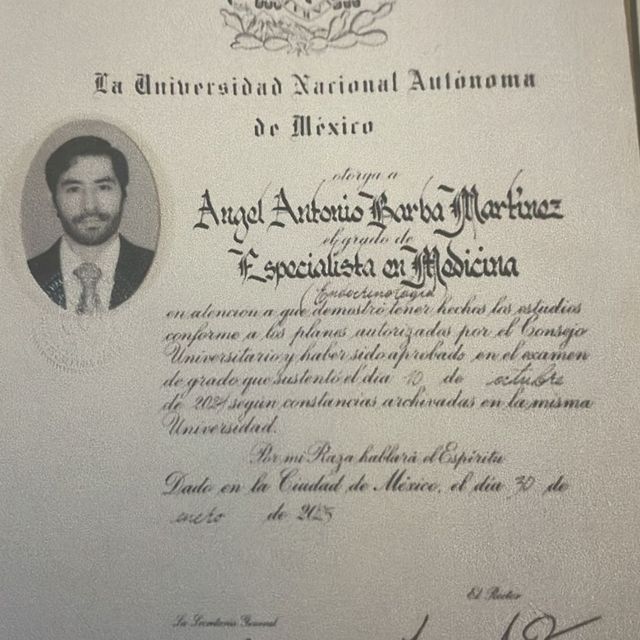 La Universidad Nacional Autónoma
de México
otorga a
Angel Antonio Barba Martínez
el grado de
Especialista en Medicina
(Endocrinología)
en atención a que demostró tener hechos los estudios
conforme a los planes autorizados por el Consejo
Universitario y haber sido aprobado en el examen
de grado que sustentó el día 10 de octubre
de 2024 según constancias archivadas en la misma
Universidad.
Por mi Raza hablará el Espíritu
Dado en la Ciudad de México, el día 30 de
enero de 2025
El Rector
La Secretaria General